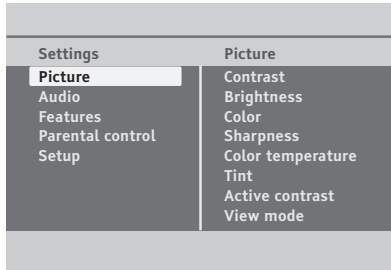 Settings
Picture
Audio
Features
Parental control
Setup
Picture
Contrast
Brightness
Color
Sharpness
Color temperature
Tint
Active contrast
View mode